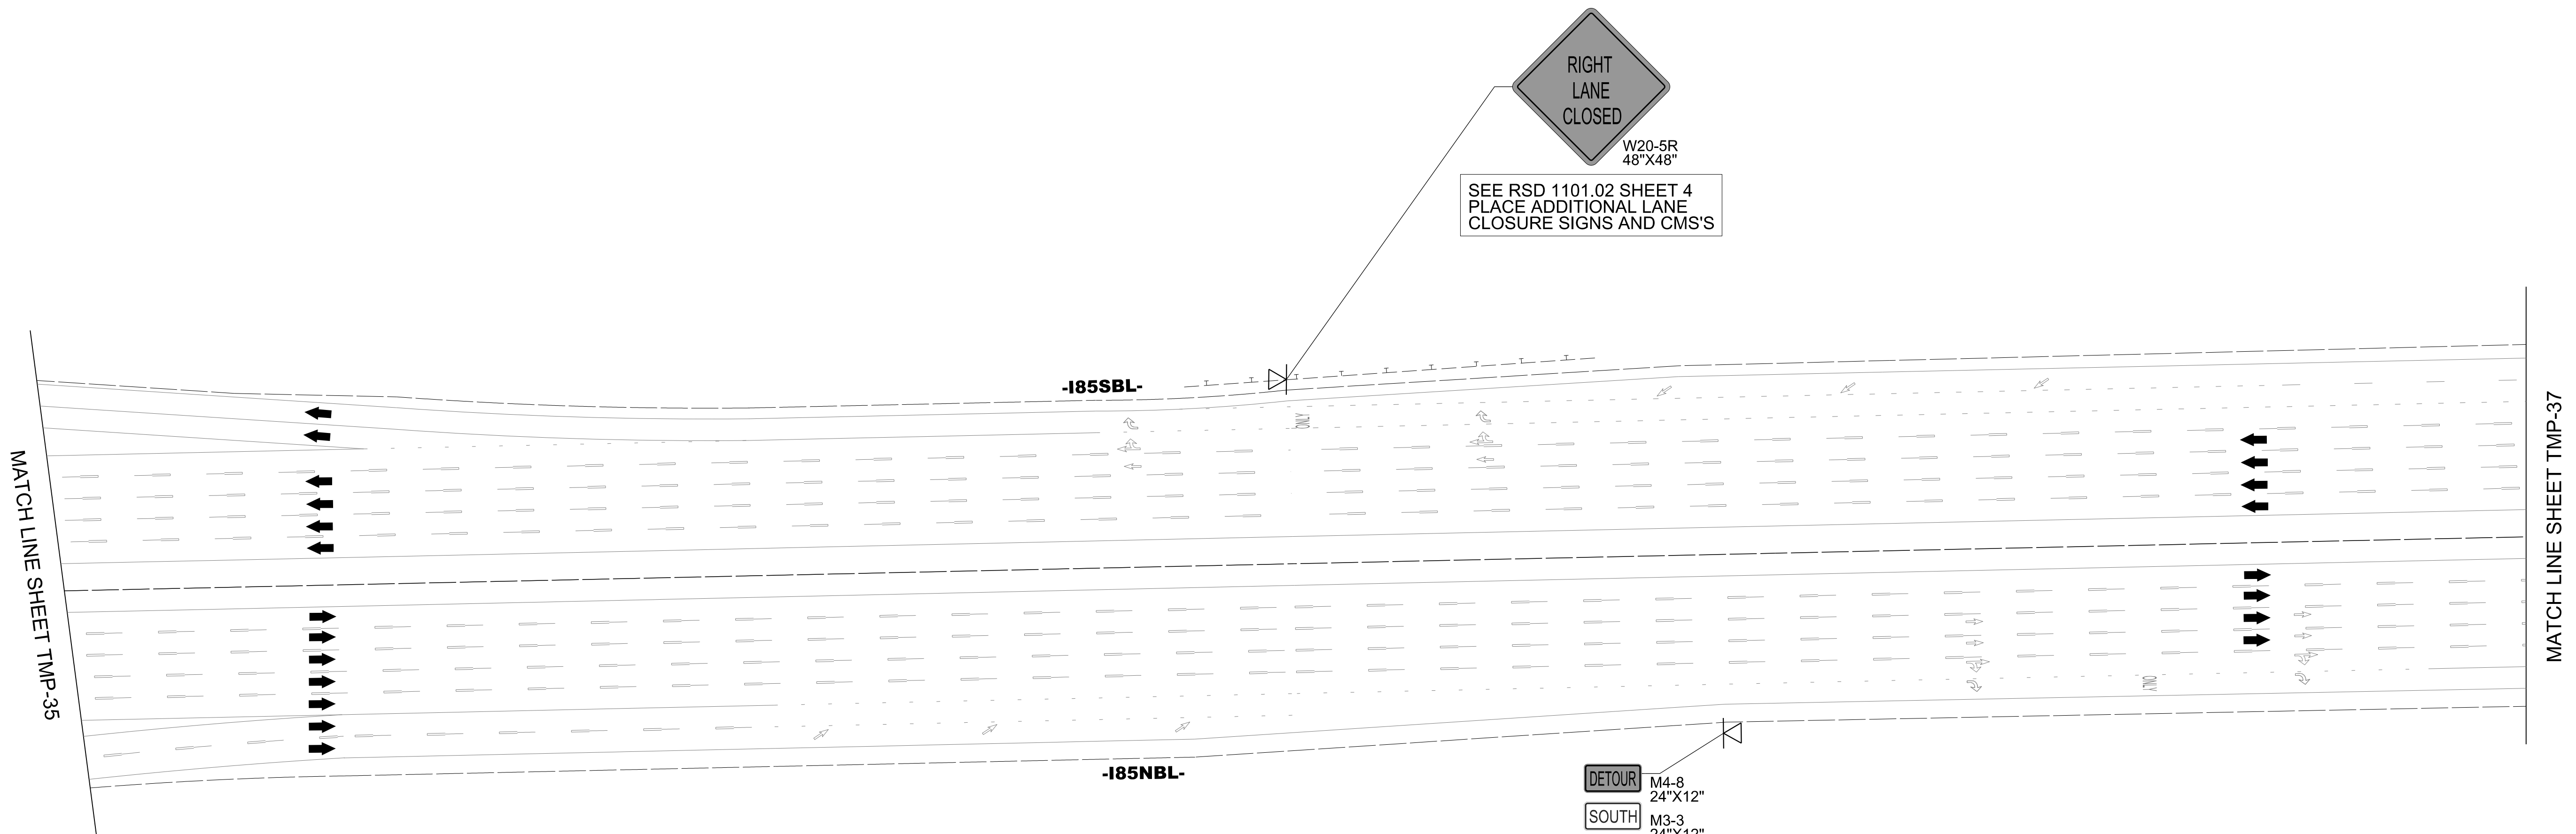 RIGHT
LANE
CLOSED
W20-5R
48"X48"
SEE RSD 1101.02 SHEET 4
PLACE ADDITIONAL LANE
CLOSURE SIGNS AND CMS'S
-I85SBL-
ONLY
MATCH LINE SHEET TMP-35
MATCH LINE SHEET TMP-37
ONLY
-I85NBL-
DETOUR
M4-8
24"X12"
SOUTH
M3-3
24"X12"